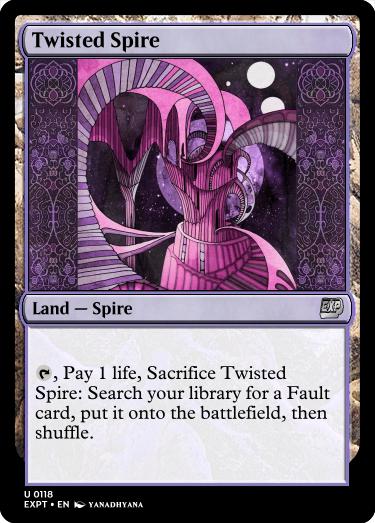 Twisted Spire
Land — Spire
EXP
, Pay 1 life, Sacrifice Twisted
Spire: Search your library for a Fault
card, put it onto the battlefield, then
shuffle.
U 0118
EXPT • EN YANADHYANA